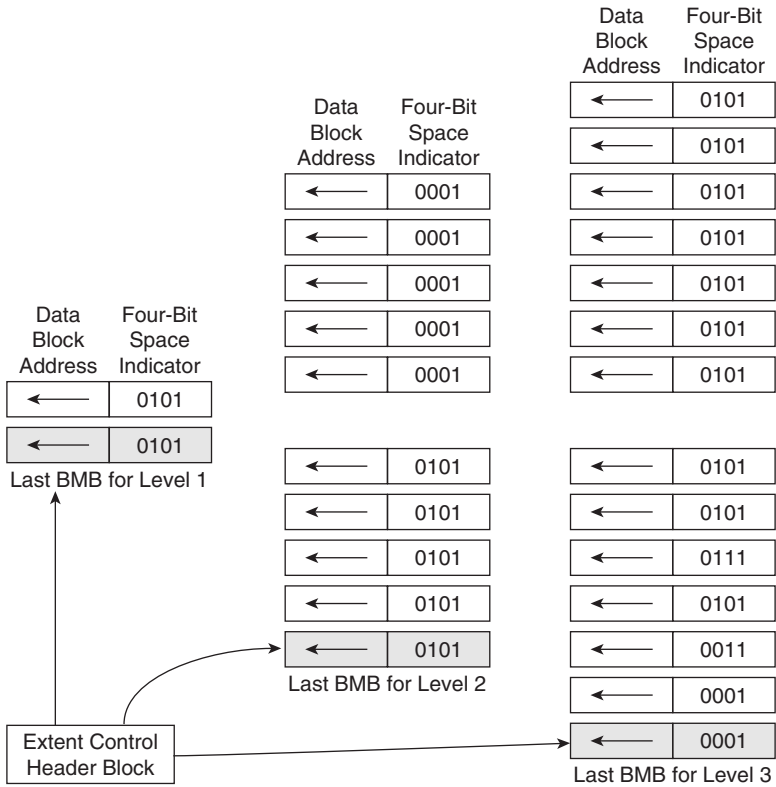 Data Block Address
Four-Bit Space Indicator
0101
0101
Last BMB for Level 1
Extent Control
Header Block
Data Block Address
Four-Bit Space Indicator
0001
0001
0001
0001
0001
0101
0101
0101
0101
0101
Last BMB for Level 2
Data Block Address
Four-Bit Space Indicator
0101
0101
0101
0101
0101
0101
0101
0101
0101
0111
0101
0011
0001
0001
Last BMB for Level 3